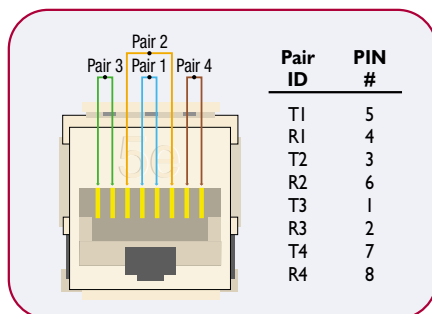 Pair 2
Pair 3 Pair 1 Pair 4
5e
Pair ID PIN #
T1 5
R1 4
T2 3
R2 6
T3 1
R3 2
T4 7
R4 8